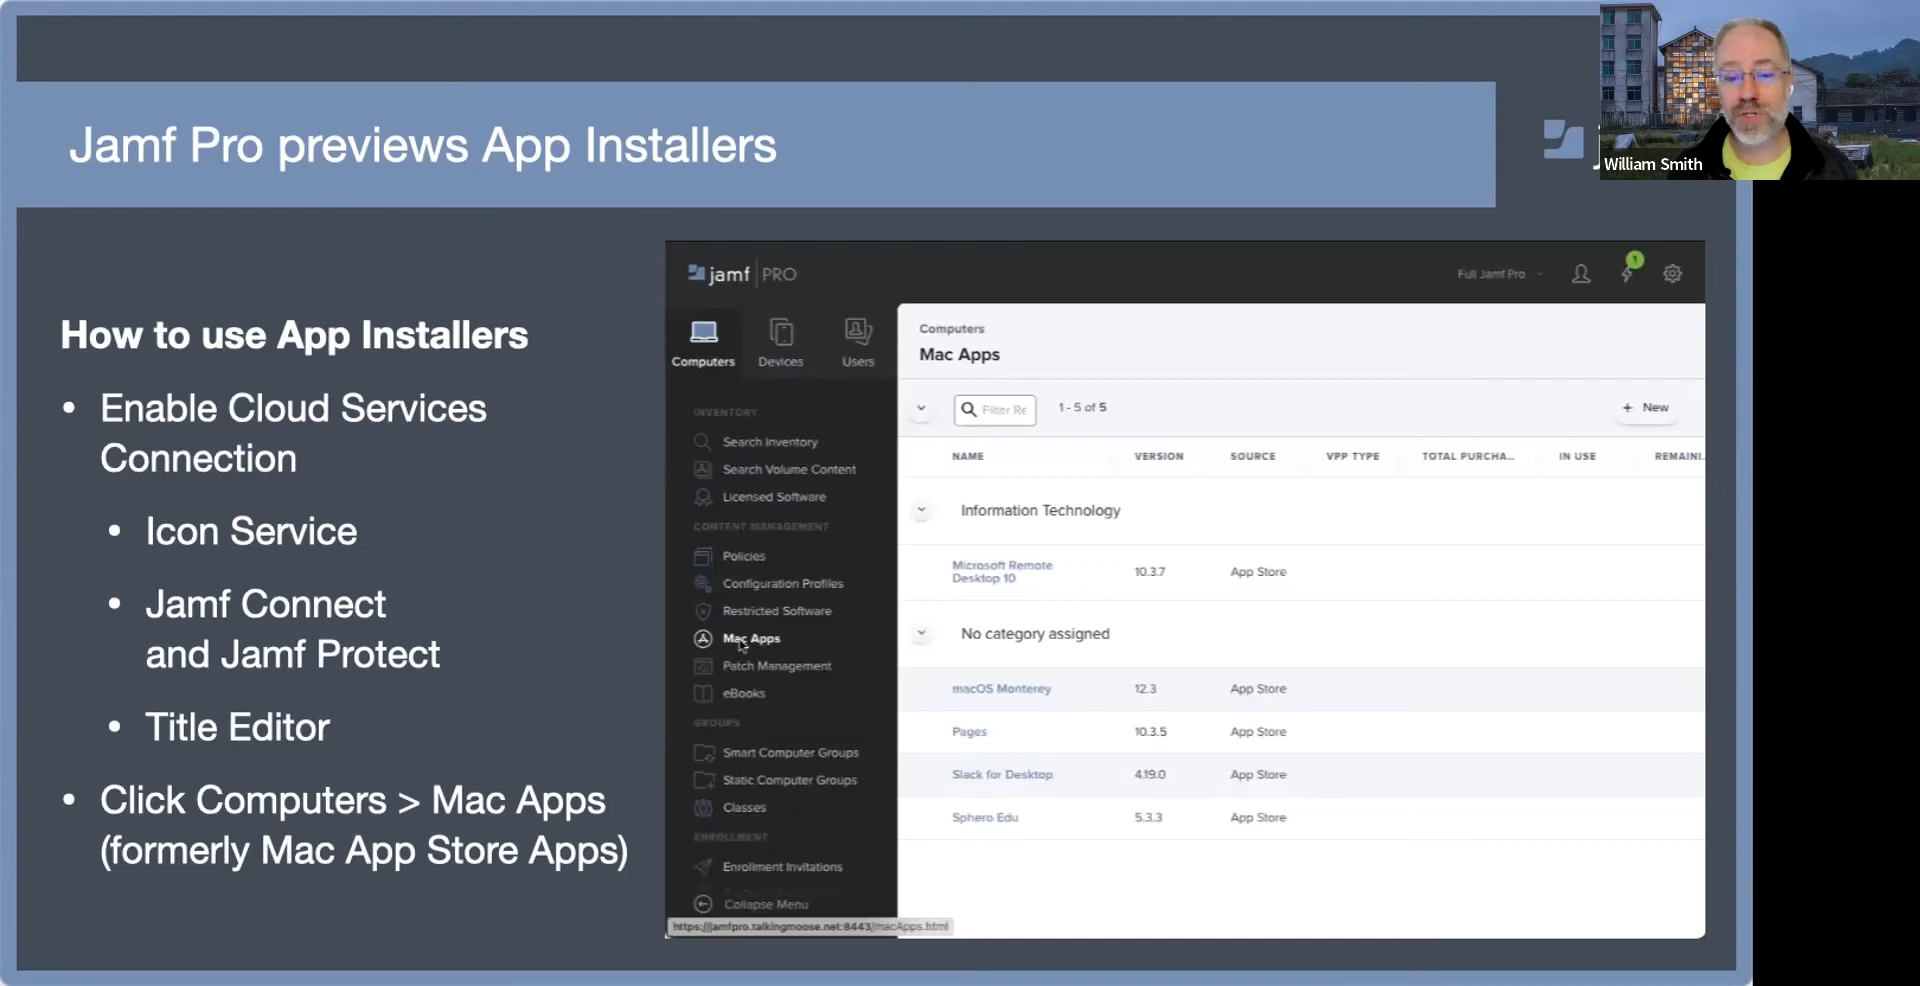 Jamf Pro previews App Installers
William Smith
How to use App Installers
• Enable Cloud Services
Connection
• Icon Service
• Jamf Connect
and Jamf Protect
• Title Editor
• Click Computers > Mac Apps
(formerly Mac App Store Apps)
jamf PRO
Full Jamf Pro
1
Computers
Devices
Users
INVENTORY
Search Inventory
Search Volume Content
Licensed Software
CONTENT MANAGEMENT
Policies
Configuration Profiles
Restricted Software
Mac Apps
Patch Management
eBooks
GROUPS
Smart Computer Groups
Static Computer Groups
Classes
ENROLLMENT
Enrollment Invitations
Collapse Menu
https://jamfpro.talkingmoose.net:8443/macApps.html
Computers
Mac Apps
Filter Re
1 - 5 of 5
+ New
NAME VERSION SOURCE VPP TYPE TOTAL PURCHA... IN USE REMAINI.
Information Technology
Microsoft Remote
Desktop 10 10.3.7 App Store
No category assigned
macOS Monterey 12.3 App Store
Pages 10.3.5 App Store
Slack for Desktop 4.19.0 App Store
Sphero Edu 5.3.3 App Store